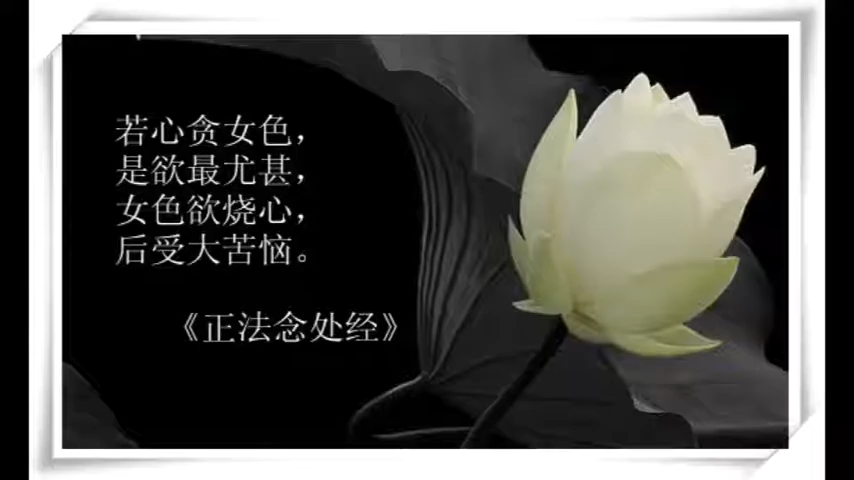 若心贪女色，
是欲最尤甚，
女色欲烧心，
后受大苦恼。
《正法念处经》